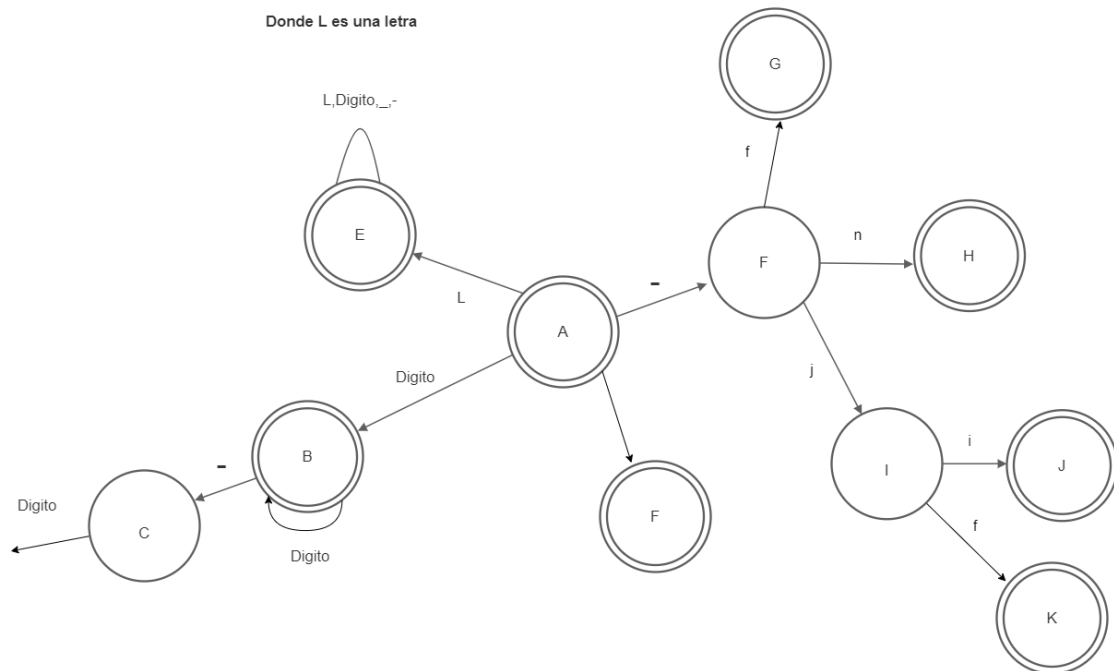 Donde L es una letra
G
L,Digito,_,-
f
n
E
F
H
-
L
A
j
Digito
B
-
I
i
J
Digito
F
f
C
Digito
K